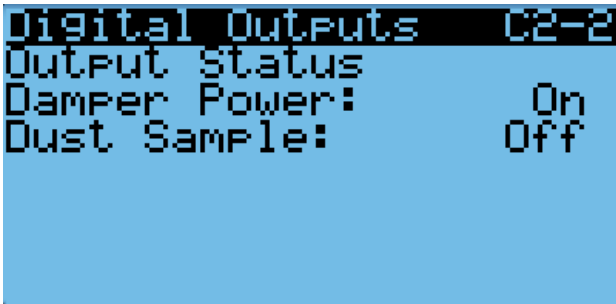 Digital Outputs C2-2
Output Status
Damper Power: On
Dust Sample: Off